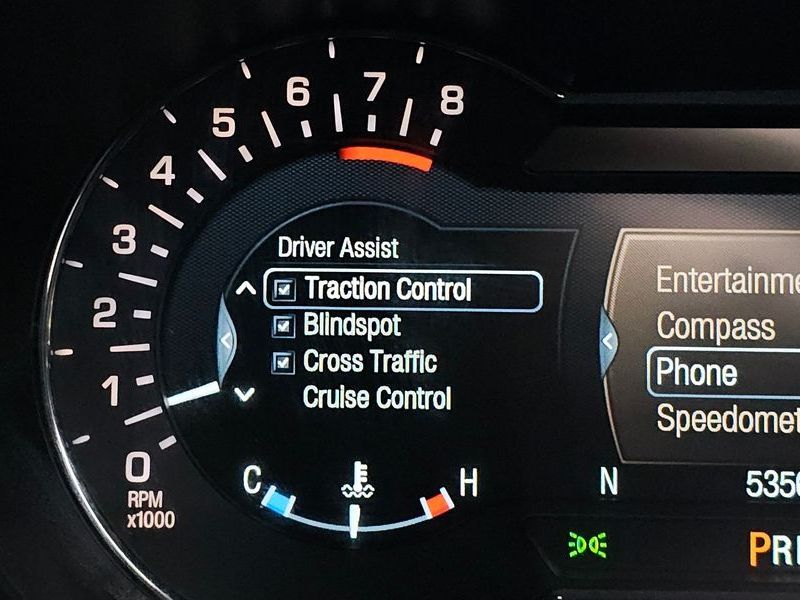 8
7
6
5
4
3
2
1
0
RPM
x1000
Driver Assist
Traction Control
Blindspot
Cross Traffic
Cruise Control
C
H
Compass
Phone
N